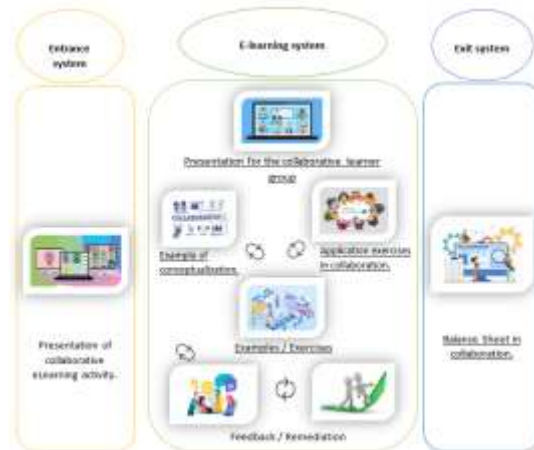 Entrance
system
E-learning system
Exit system
Presentation for the collaborative learner
group
Example of
conceptualization.
Application exercises
in collaboration.
Examples / Exercises
Presentation of
collaborative
eLearning activity.
Balance Sheet in
collaboration.
Feedback / Remediation